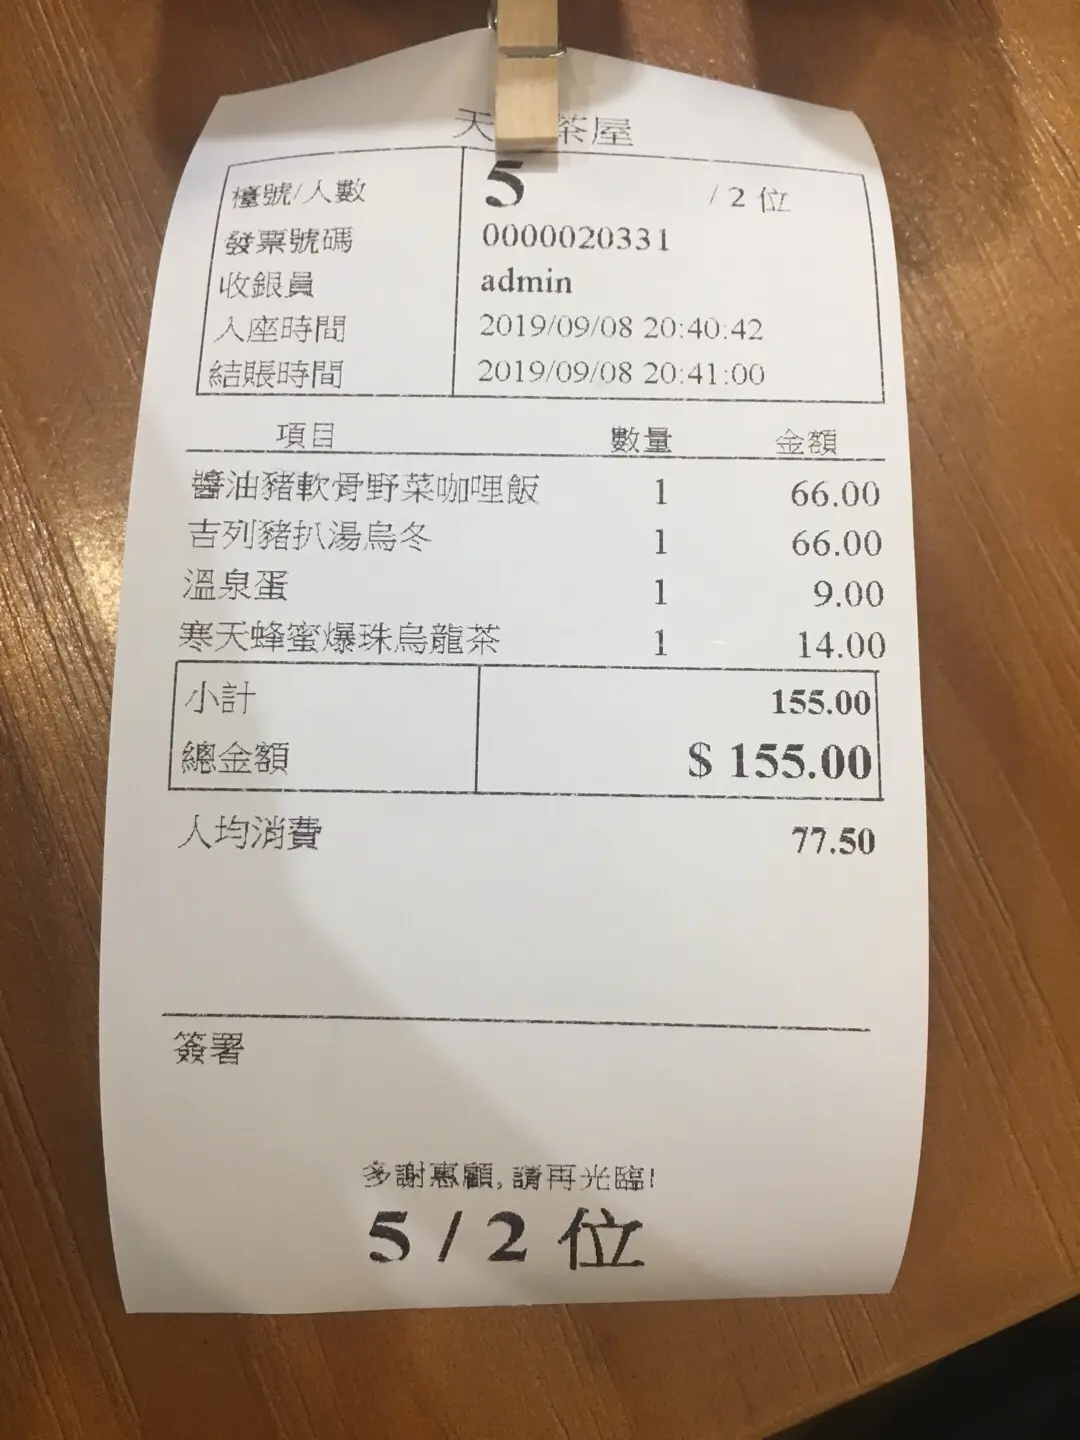 天 茶屋
檯號/人數 5 / 2 位
發票號碼 0000020331
收銀員 admin
入座時間 2019/09/08 20:40:42
結賬時間 2019/09/08 20:41:00
項目 數量 金額
醬油豬軟骨野菜咖哩飯 1 66.00
吉列豬扒湯烏冬 1 66.00
溫泉蛋 1 9.00
寒天蜂蜜爆珠烏龍茶 1 14.00
小計 155.00
總金額 $ 155.00
人均消費 77.50
簽署
多謝惠顧, 請再光臨!
5 / 2 位